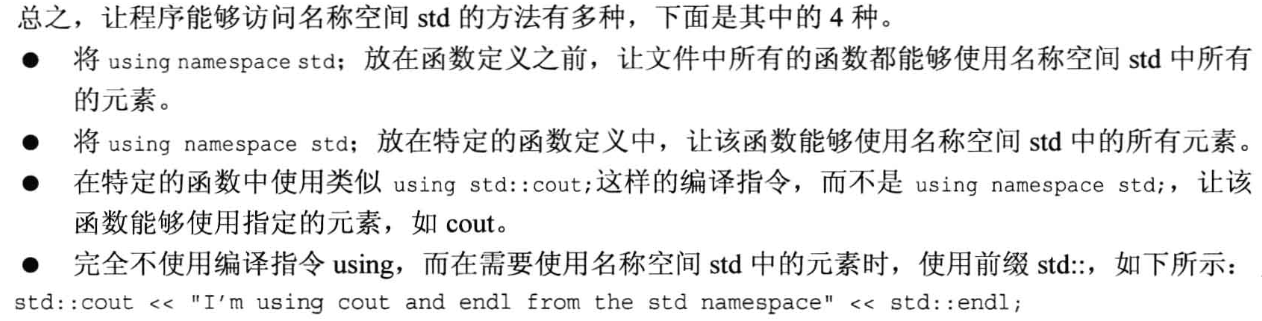 总之，让程序能够访问名称空间 std 的方法有多种，下面是其中的 4 种。
● 将 using namespace std；放在函数定义之前，让文件中所有的函数都能够使用名称空间 std 中所有
的元素。
● 将 using namespace std；放在特定的函数定义中，让该函数能够使用名称空间 std 中的所有元素。
● 在特定的函数中使用类似 using std::cout;这样的编译指令，而不是 using namespace std;，让该
函数能够使用指定的元素，如 cout。
● 完全不使用编译指令 using，而在需要使用名称空间 std 中的元素时，使用前缀 std::，如下所示：
std::cout << "I'm using cout and endl from the std namespace" << std::endl;